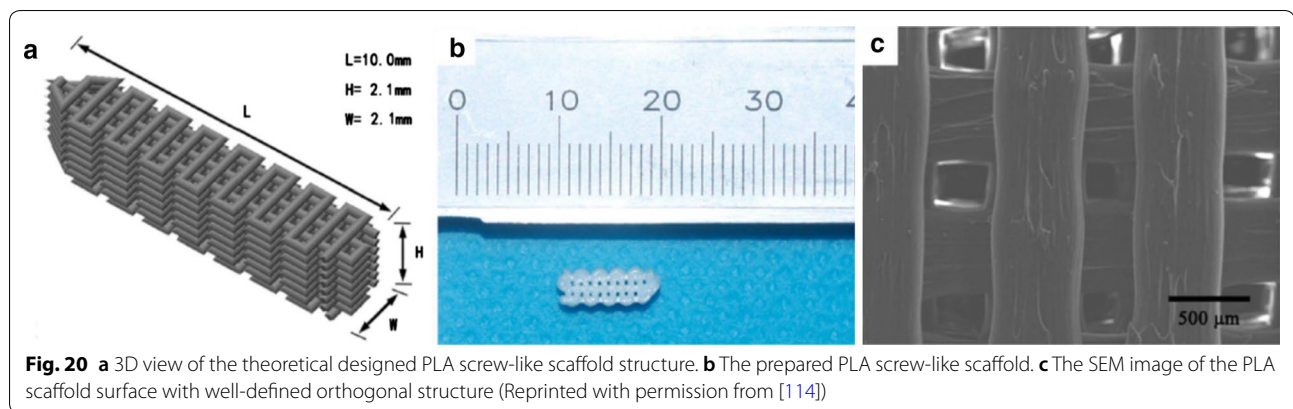 a
L=10.0mm
H= 2.1mm
W= 2.1mm
L
H
W
b
0 10 20 30
c
500 μm
Fig. 20 a 3D view of the theoretical designed PLA screw-like scaffold structure. b The prepared PLA screw-like scaffold. c The SEM image of the PLA
scaffold surface with well-defined orthogonal structure (Reprinted with permission from [114])